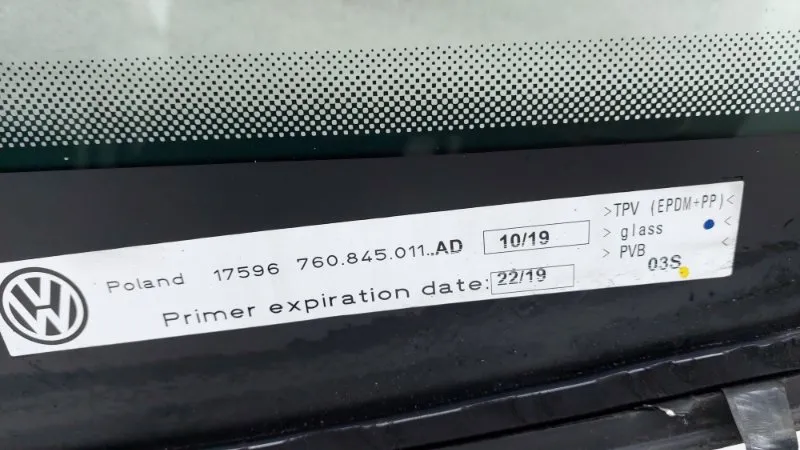 Poland 17596 760.845.011..AD 10/19
Primer expiration date: 22/19
>TPV (EPDM+PP)<
> glass <
> PVB <
03S